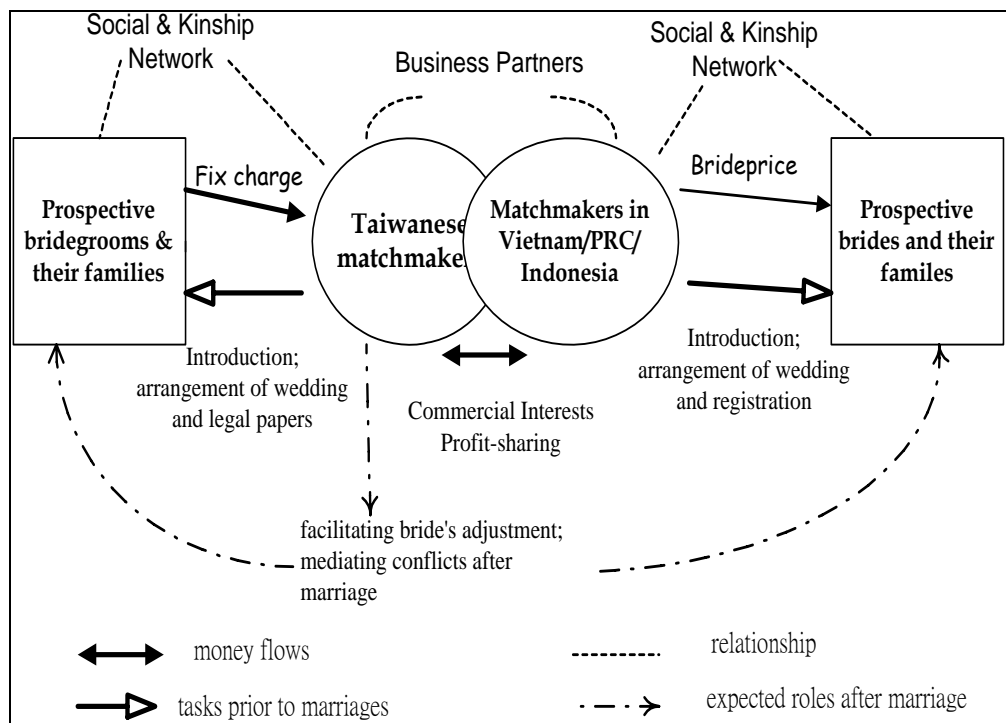 Social & Kinship
Network
Business Partners
Social & Kinship
Network
Fix charge
Brideprice
Prospective
bridegrooms &
their families
Taiwanese
matchmaker
Matchmakers in
Vietnam/PRC/
Indonesia
Prospective
brides and their
familes
Introduction;
arrangement of wedding
and legal papers
Commercial Interests
Profit-sharing
Introduction;
arrangement of wedding
and registration
facilitating bride's adjustment;
mediating conflicts after
marriage
money flows
relationship
tasks prior to marriages
expected roles after marriage